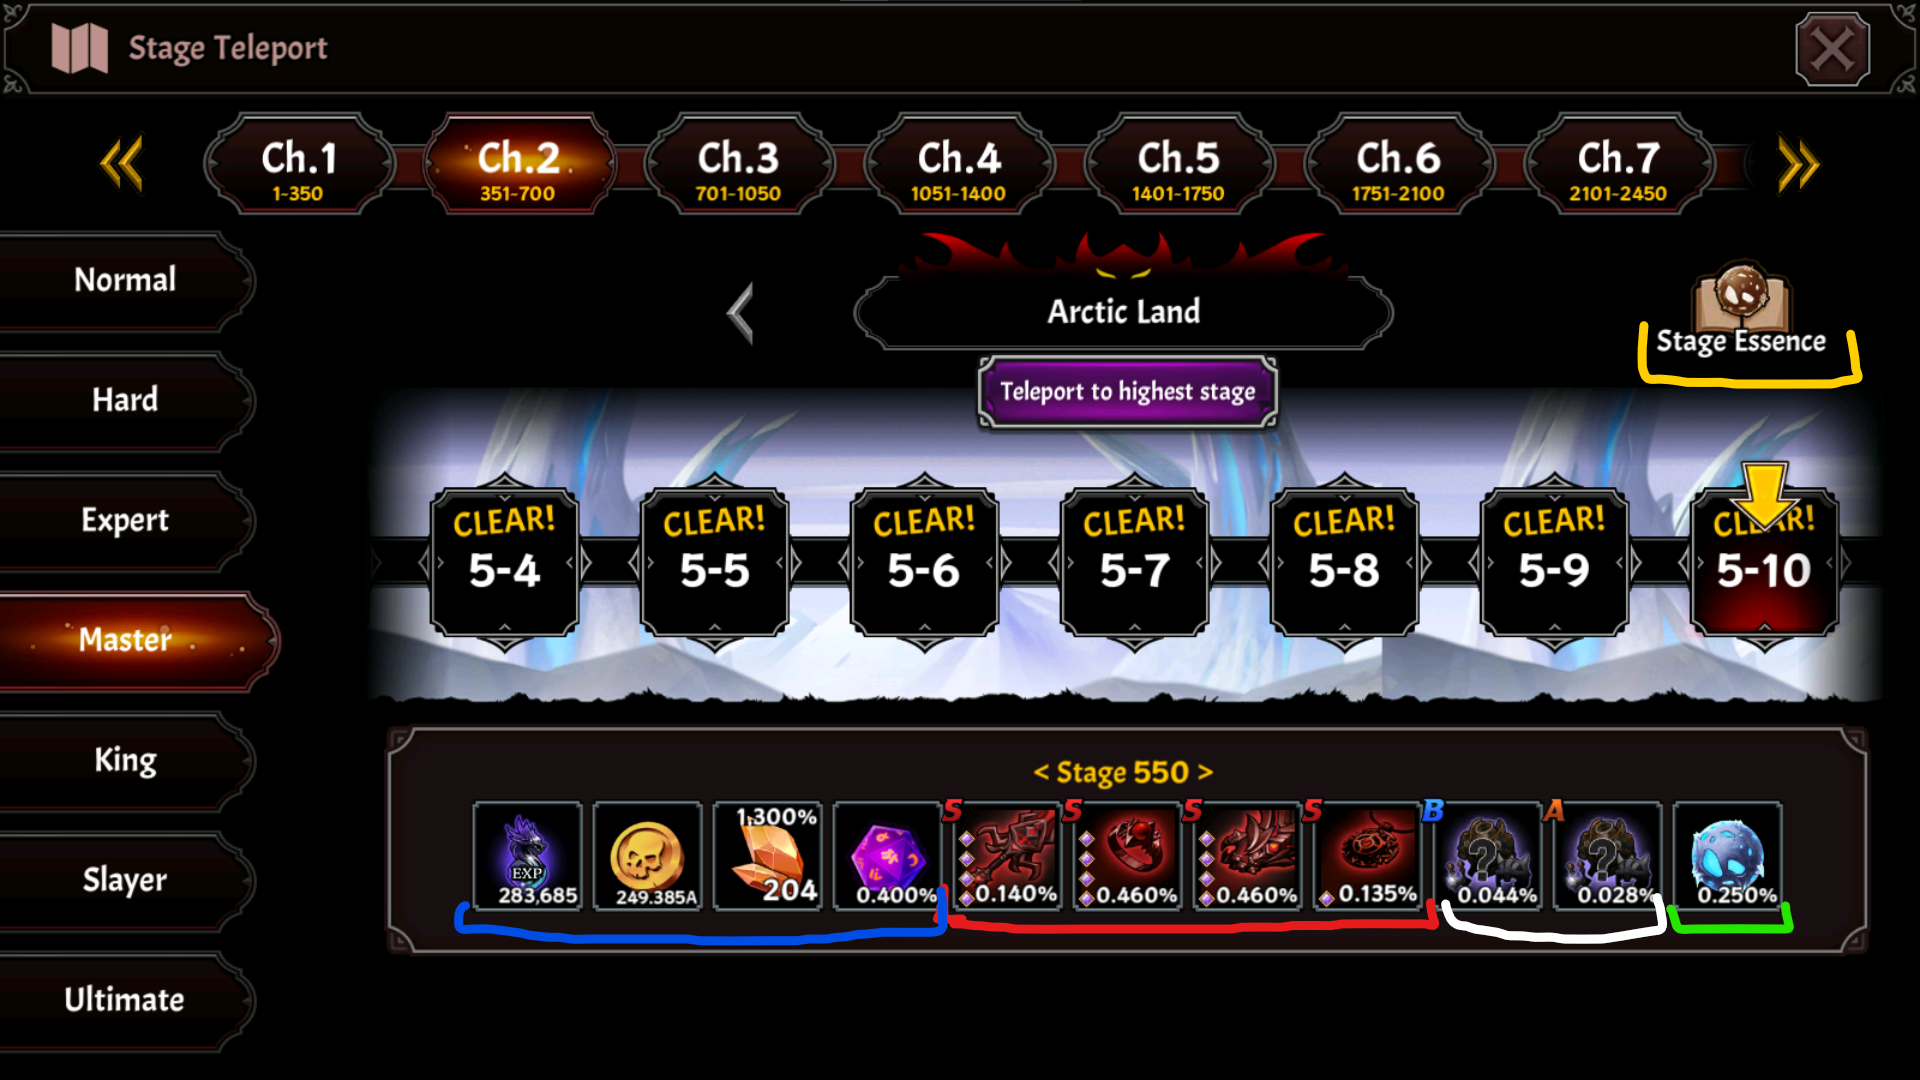 Stage Teleport
Ch.1
1~350
Ch.2
351~700
Ch.3
701~1050
Ch.4
1051~1400
Ch.5
1401~1750
Ch.6
1751~2100
Ch.7
2101~2450
Normal
Hard
Expert
Master
King
Slayer
Ultimate
Arctic Land
Stage Essence
Teleport to highest stage
CLEAR!
5-4
CLEAR!
5-5
CLEAR!
5-6
CLEAR!
5-7
CLEAR!
5-8
CLEAR!
5-9
CLEAR!
5-10
< Stage 550 >
EXP
283,685
249.385A
1,300%
204
0.400%
S
0.140%
S
0.460%
S
0.460%
S
0.135%
B
?
0.044%
A
?
0.028%
0.250%